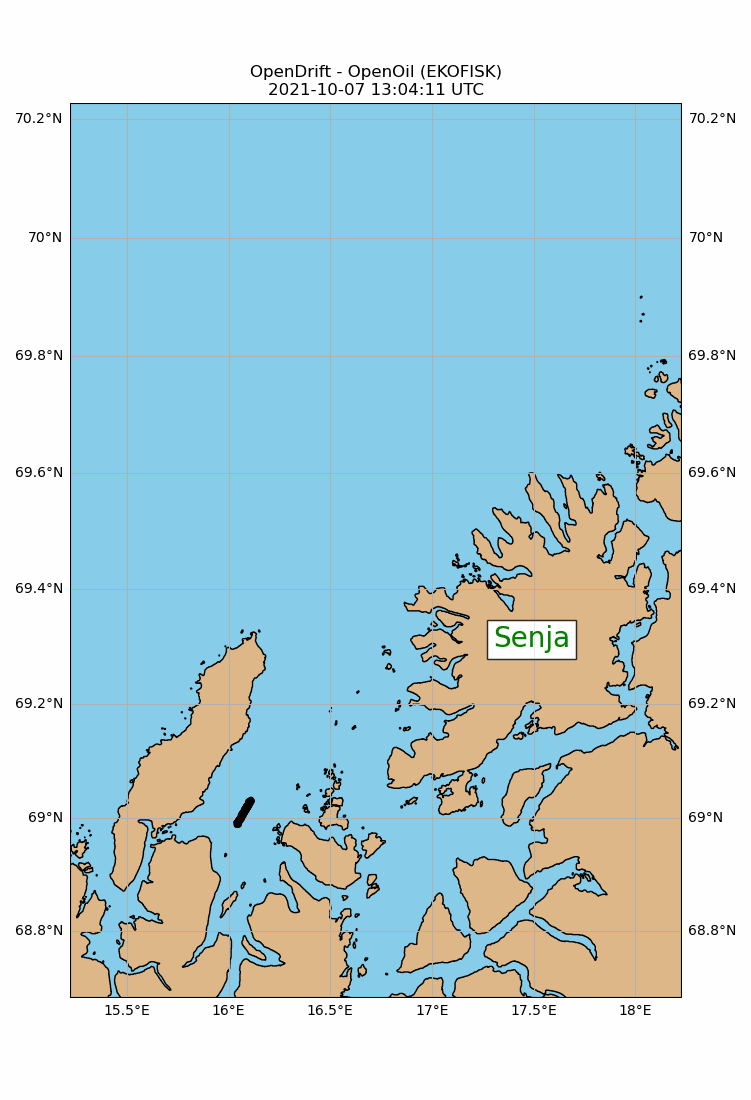 OpenDrift - OpenOil (EKOFISK)
2021-10-07 13:04:11 UTC
70.2°N 70.2°N
70°N 70°N
69.8°N 69.8°N
69.6°N 69.6°N
69.4°N 69.4°N
Senja
69.2°N 69.2°N
69°N 69°N
68.8°N 68.8°N
15.5°E 16°E 16.5°E 17°E 17.5°E 18°E